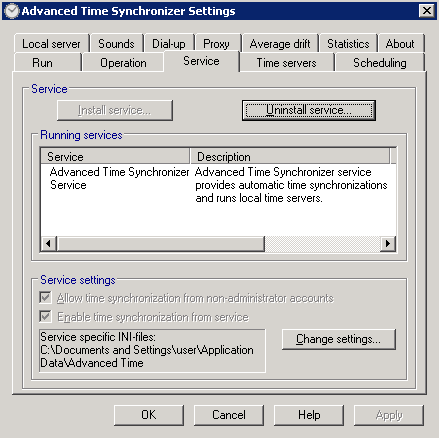 Advanced Time Synchronizer Settings
Local server Sounds Dial-up Proxy Average drift Statistics About
Run Operation Service Time servers Scheduling
Service
Install service... Uninstall service...
Running services
Service Description
Advanced Time Synchronizer Advanced Time Synchronizer service
Service provides automatic time synchronizations
and runs local time servers.
Service settings
Allow time synchronization from non-administrator accounts
Enable time synchronization from service
Service specific INI-files:
C:\Documents and Settings\user\Application
Data\Advanced Time
Change settings...
OK Cancel Help Apply